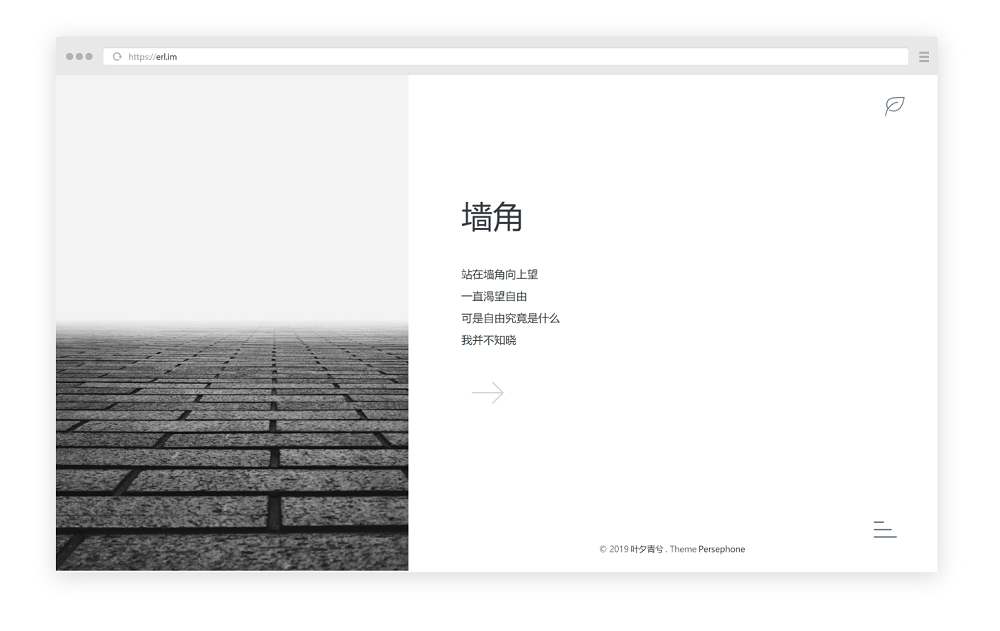 https://erl.im
墙角
站在墙角向上望
一直渴望自由
可是自由究竟是什么
我并不知晓
© 2019 叶夕青兮 . Theme Persephone